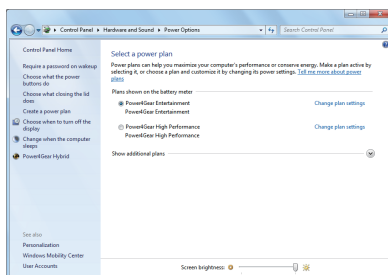 Control Panel ▸ Hardware and Sound ▸ Power Options
Search Control Panel
Control Panel Home
Require a password on wakeup
Choose what the power
buttons do
Choose what closing the lid
does
Create a power plan
Choose when to turn off the
display
Change when the computer
sleeps
Power4Gear Hybrid
See also
Personalization
Windows Mobility Center
User Accounts
Select a power plan
Power plans can help you maximize your computer's performance or conserve energy. Make a plan active by
selecting it, or choose a plan and customize it by changing its power settings. Tell me more about power
plans
Plans shown on the battery meter
Power4Gear Entertainment Change plan settings
Power4Gear Entertainment
Power4Gear High Performance Change plan settings
Power4Gear High Performance
Show additional plans
Screen brightness: